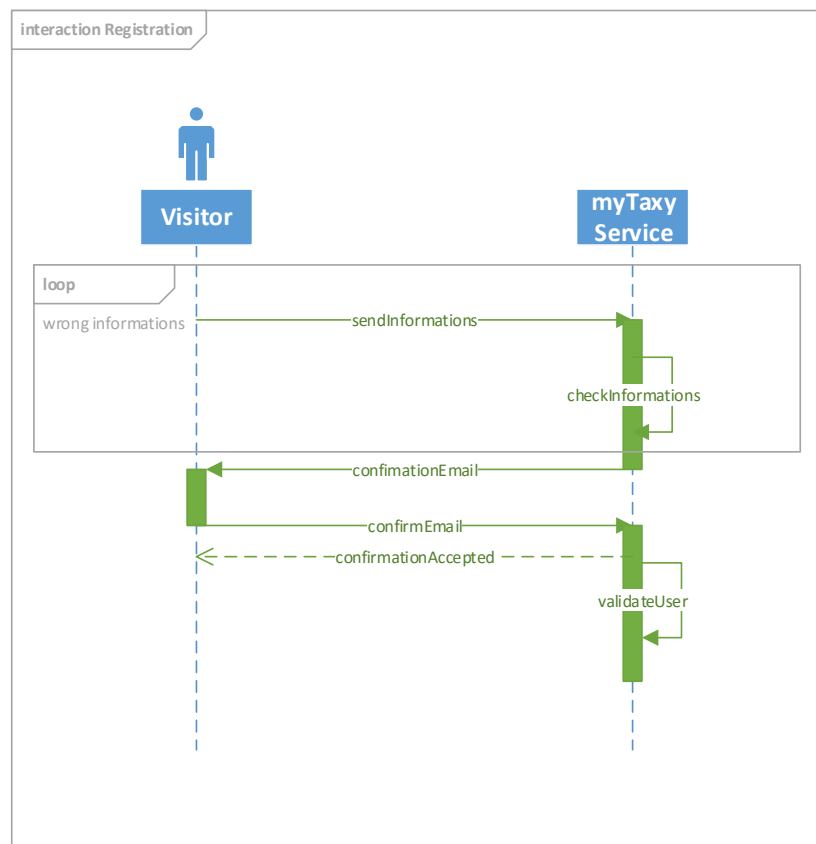 interaction Registration
Visitor
myTaxy
Service
loop
wrong informations
sendInformations
checkInformations
confimationEmail
confirmEmail
confirmationAccepted
validateUser